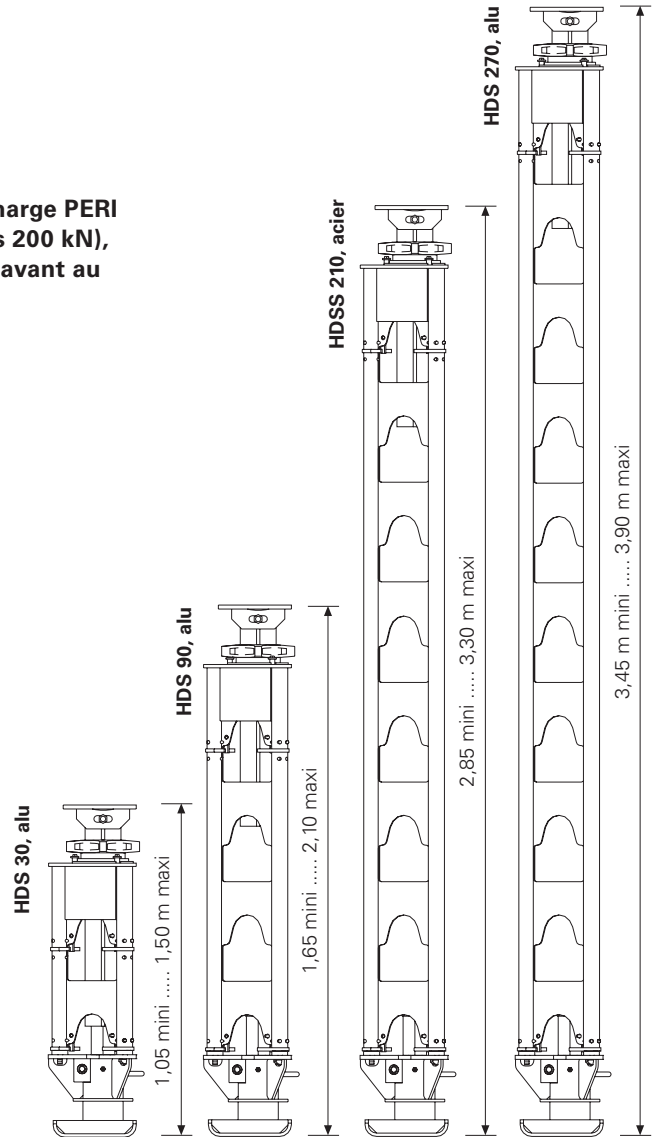 harge PERI
s 200 kN),
avant au
HDS 30, alu
1,05 mini ..... 1,50 m maxi
HDS 90, alu
1,65 mini ..... 2,10 maxi
HDSS 210, acier
2,85 mini ..... 3,30 m maxi
HDS 270, alu
3,45 m mini ..... 3,90 m maxi